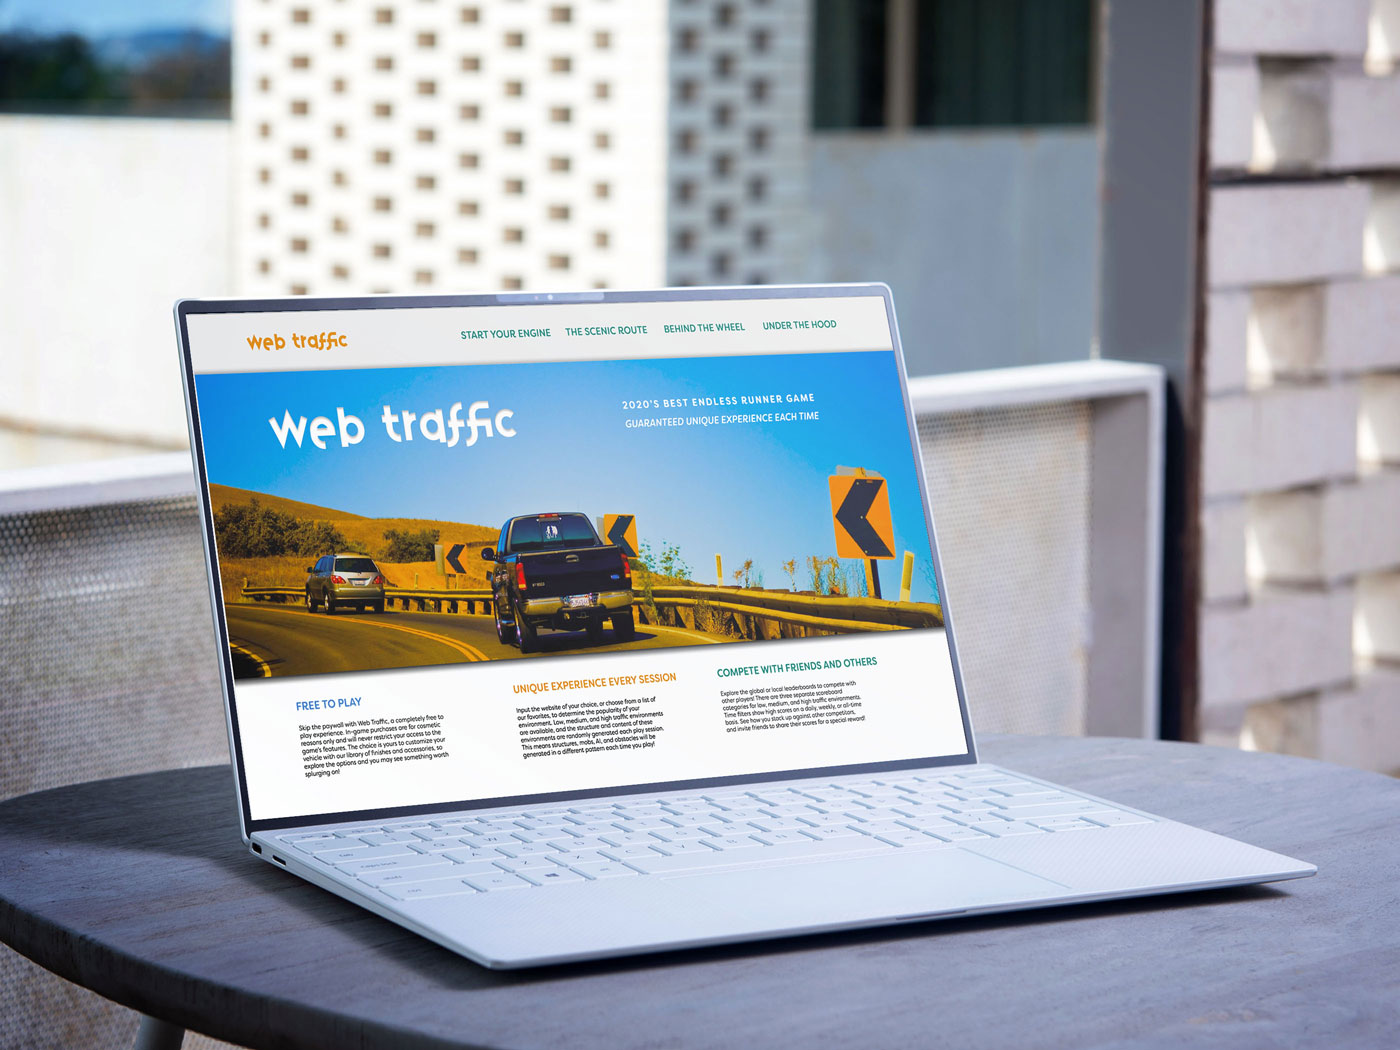 web traffic
START YOUR ENGINE THE SCENIC ROUTE BEHIND THE WHEEL UNDER THE HOOD
web traffic
2020'S BEST ENDLESS RUNNER GAME
GUARANTEED UNIQUE EXPERIENCE EACH TIME
FREE TO PLAY
Skip the paywall with Web Traffic, a completely free to
play experience. In-game purchases are for cosmetic
reasons only and will never restrict your access to the
game's features. The choice is yours to customize your
vehicle with our library of finishes and accessories, so
explore the options and you may see something worth
splurging on!
UNIQUE EXPERIENCE EVERY SESSION
Input the website of your choice, or choose from a list of
our favorites, to determine the popularity of your
environment. Low, medium, and high traffic environments
are available, and the structure and content of these
environments are randomly generated each play session.
This means structures, mobs, AI, and obstacles will be
generated in a different pattern each time you play!
COMPETE WITH FRIENDS AND OTHERS
Explore the global or local leaderboards to compete with
other players! There are three separate scoreboard
categories for low, medium, and high traffic environments.
Time filters show high scores on a daily, weekly, or all-time
basis. See how you stack up against other competitors,
and invite friends to share their scores for a special reward!